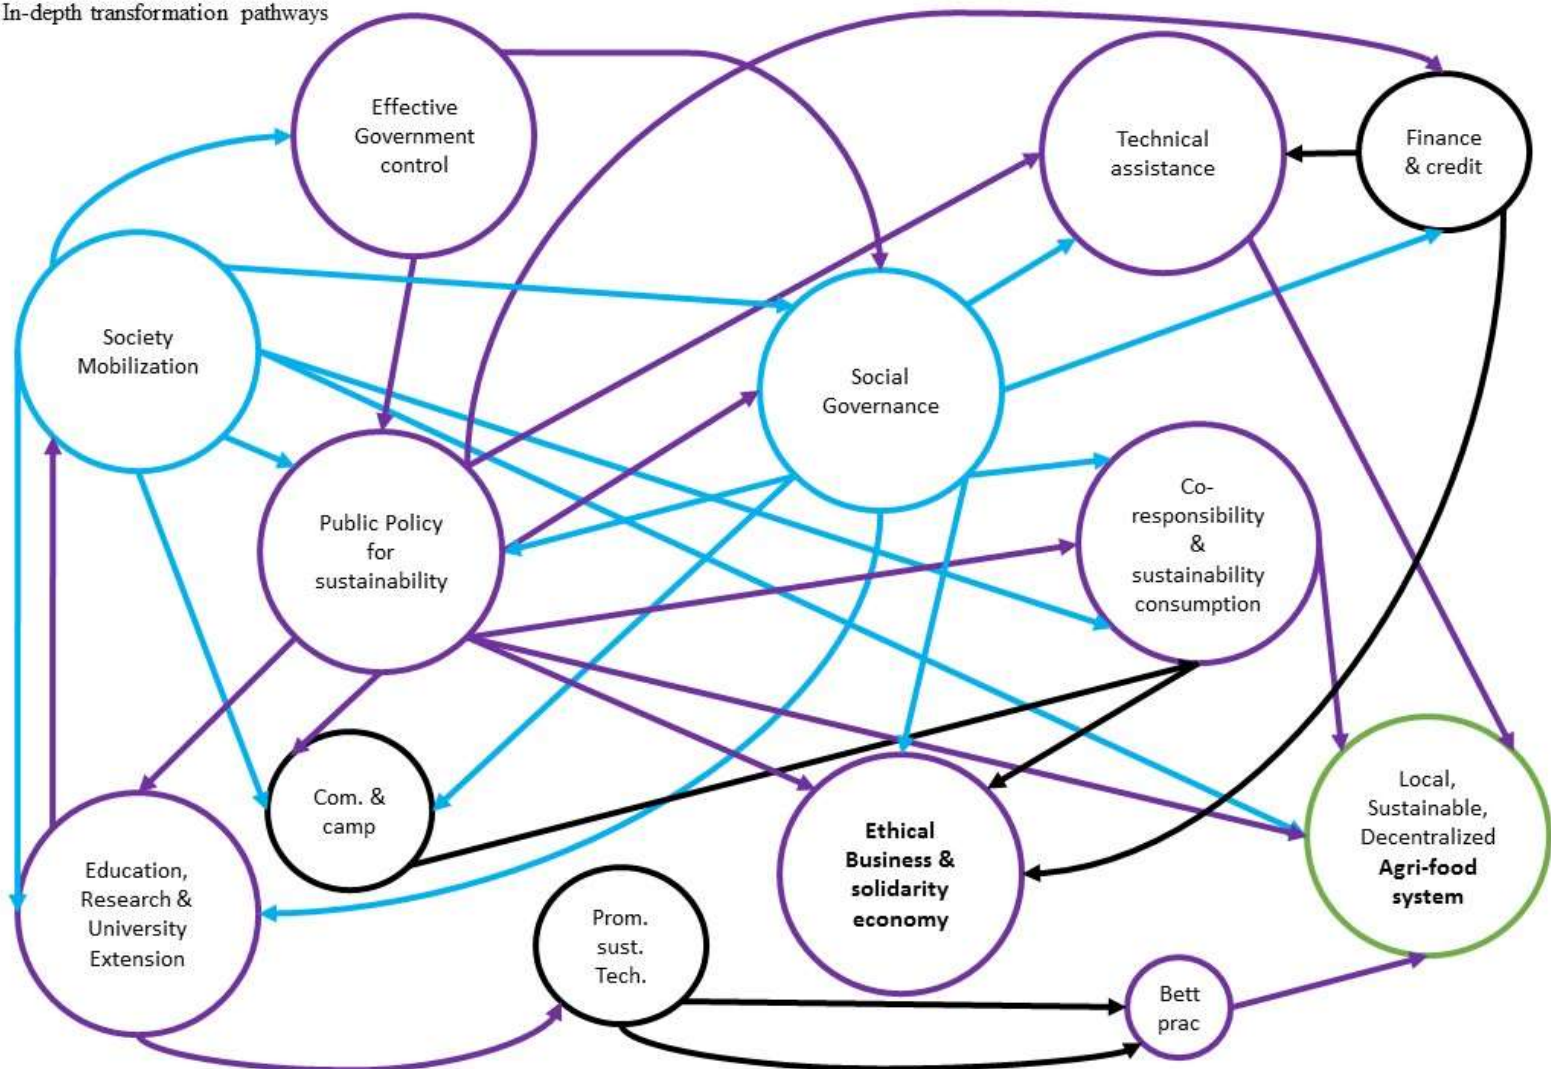 In-depth transformation pathways
Effective
Government
control
Technical
assistance
Finance
& credit
Society
Mobilization
Social
Governance
Co-
responsibility
&
sustainability
consumption
Public Policy
for
sustainability
Com. &
camp
Local,
Sustainable,
Decentralized
Agri-food
system
Ethical
Business &
solidarity
economy
Education,
Research &
University
Extension
Prom.
sust.
Tech.
Bett
prac